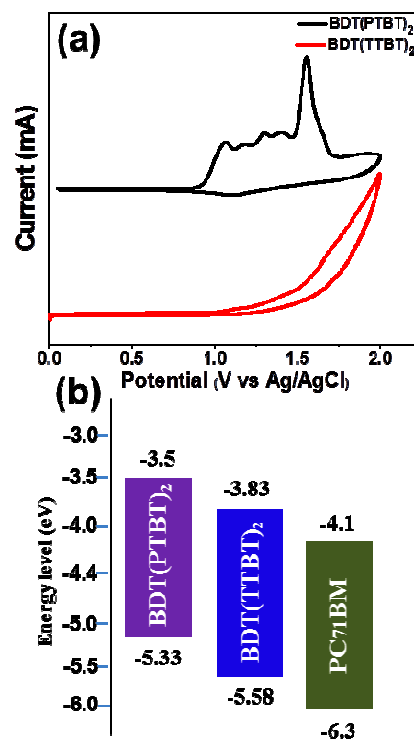 (a)
BDT(PTBT)2
BDT(TTBT)2
Current (mA)
0.0 0.5 1.0 1.5 2.0
Potential (V vs Ag/AgCl)
(b)
Energy level (eV)
-3.0
-3.5
-4.0
-4.4
-5.0
-5.5
-6.0
-3.5
BDT(PTBT)2
-5.33
-3.83
BDT(TTBT)2
-5.58
-4.1
PC71BM
-6.3